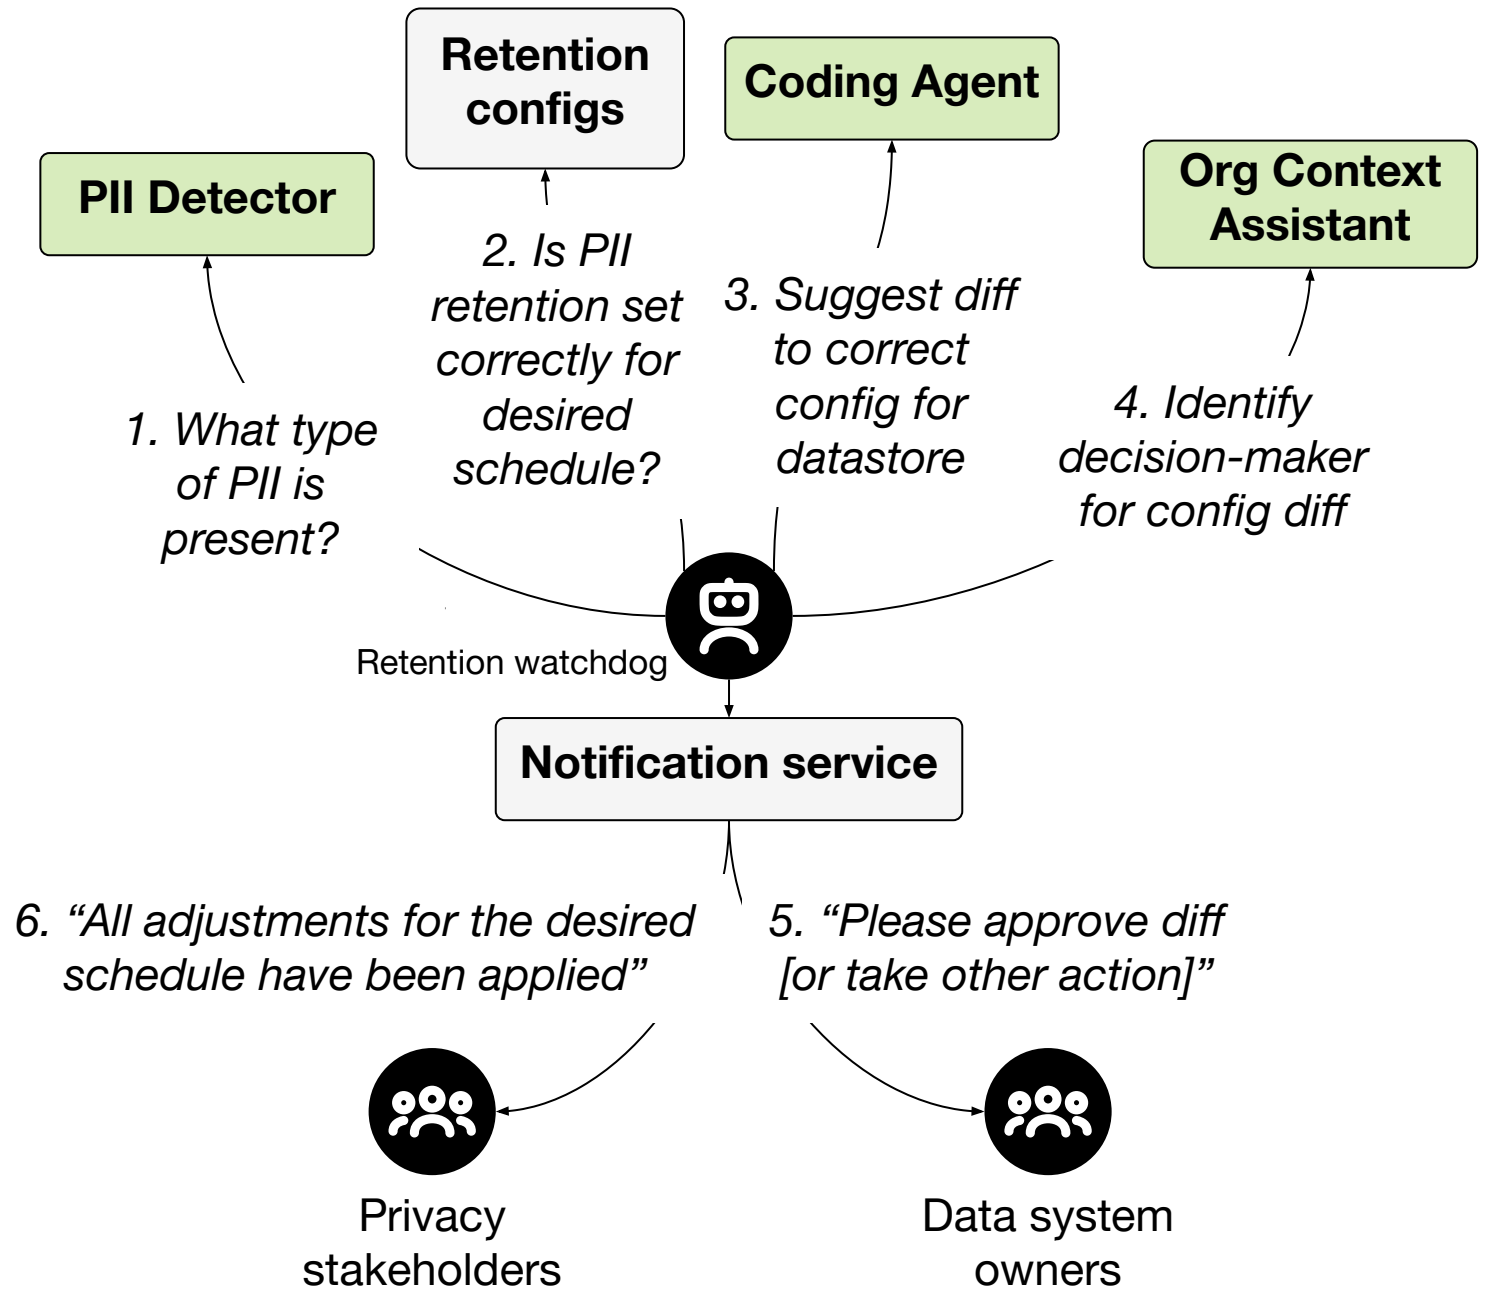 Retention
configs
Coding Agent
PII Detector
Org Context
Assistant
1. What type
of PII is
present?
2. Is PII
retention set
correctly for
desired
schedule?
3. Suggest diff
to correct
config for
datastore
4. Identify
decision-maker
for config diff
Retention watchdog
Notification service
6. “All adjustments for the desired
schedule have been applied”
5. “Please approve diff
[or take other action]”
Privacy
stakeholders
Data system
owners